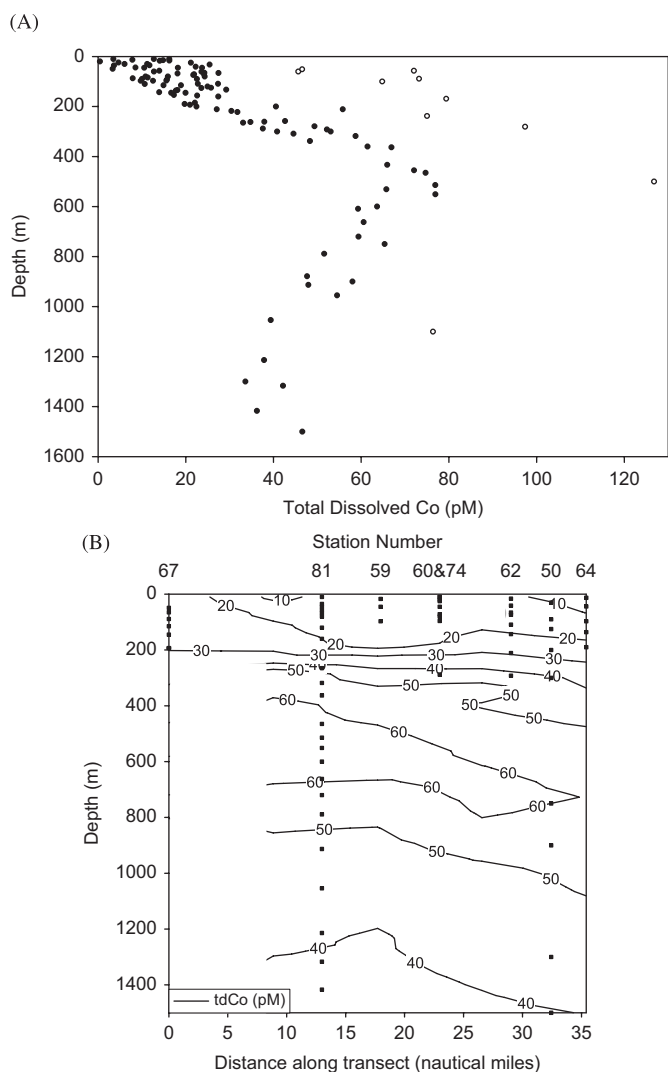 (A)
0
200
400
600
800
1000
1200
1400
1600
Depth (m)
0 20 40 60 80 100 120
Total Dissolved Co (pM)
(B)
Station Number
67 81 59 60&74 62 50 64
0
200
400
600
800
1000
1200
1400
Depth (m)
10 10
20 20 20 20
30 30 30 30
40 40 40
50 50 50
50 50
60 60 60
60 60 60
50 50 50
40 40 40
tdCo (pM)
0 5 10 15 20 25 30 35
Distance along transect (nautical miles)